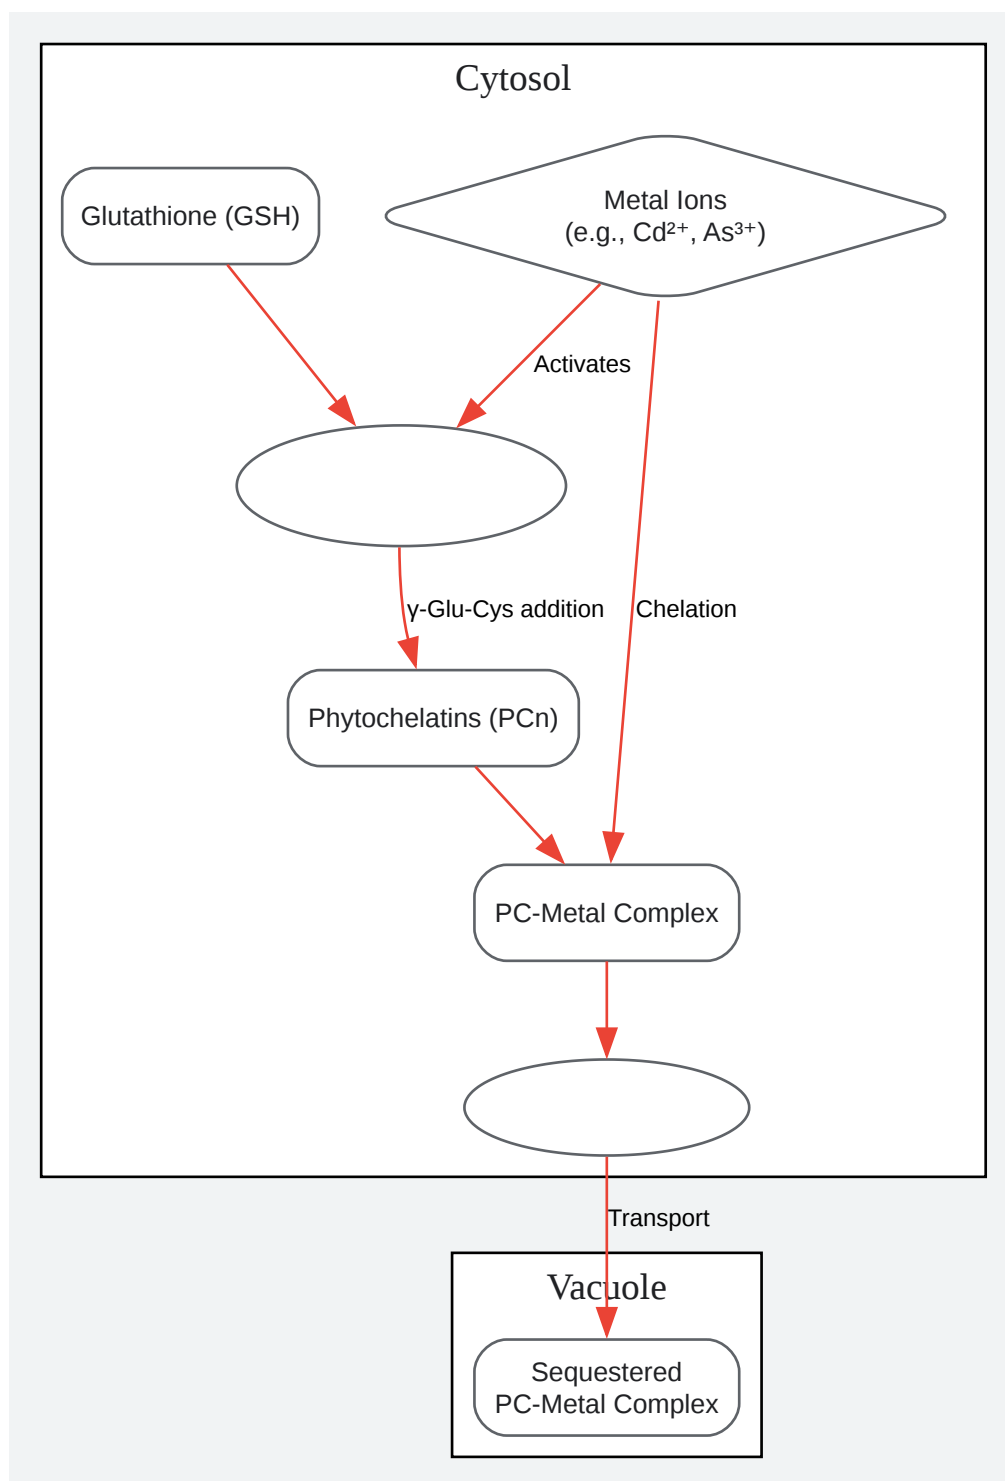 Cytosol
Glutathione (GSH)
Metal Ions
(e.g., Cd²⁺, As³⁺)
Activates
γ-Glu-Cys addition
Chelation
Phytochelatins (PCn)
PC-Metal Complex
Transport
Vacuole
Sequestered
PC-Metal Complex